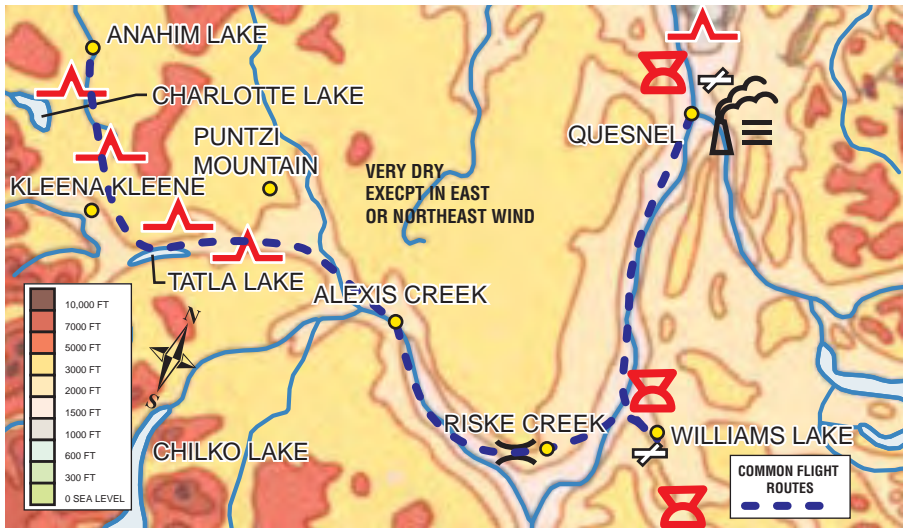 ANAHIM LAKE
CHARLOTTE LAKE
PUNTZI
MOUNTAIN
QUESNEL
VERY DRY
EXECPT IN EAST
OR NORTHEAST WIND
KLEENA KLEENE
TATLA LAKE
ALEXIS CREEK
10,000 FT
7000 FT
5000 FT
3000 FT
2000 FT
1500 FT
1000 FT
600 FT
300 FT
0 SEA LEVEL
N
S
CHILKO LAKE
RISKE CREEK
WILLIAMS LAKE
COMMON FLIGHT
ROUTES